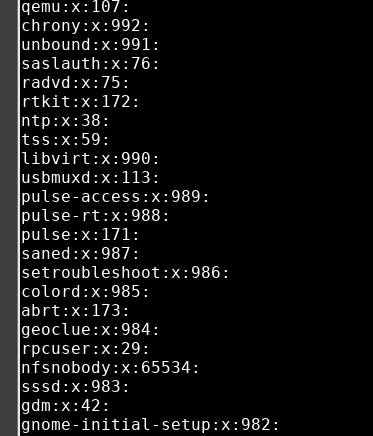 qemu:x:107:
chrony:x:992:
unbound:x:991:
saslauth:x:76:
radvd:x:75:
rtkit:x:172:
ntp:x:38:
tss:x:59:
libvirt:x:990:
usbmuxd:x:113:
pulse-access:x:989:
pulse-rt:x:988:
pulse:x:171:
saned:x:987:
setroubleshoot:x:986:
colord:x:985:
abrt:x:173:
geoclue:x:984:
rpcuser:x:29:
nfsnobody:x:65534:
sssd:x:983:
gdm:x:42:
gnome-initial-setup:x:982: